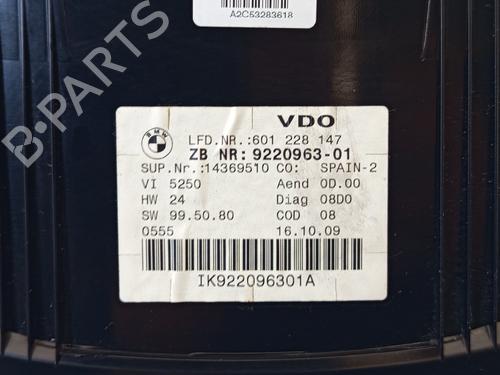 A2C53283618
BMW
VDO
LFD.NR.:601 228 147
ZB NR: 9220963-01
SUP.Nr.:14369510 CO: SPAIN-2
VI 5250 Aend 0D.00
HW 24 Diag 08D0
SW 99.50.80 COD 08
0555 16.10.09
IK922096301A
B-PARTS